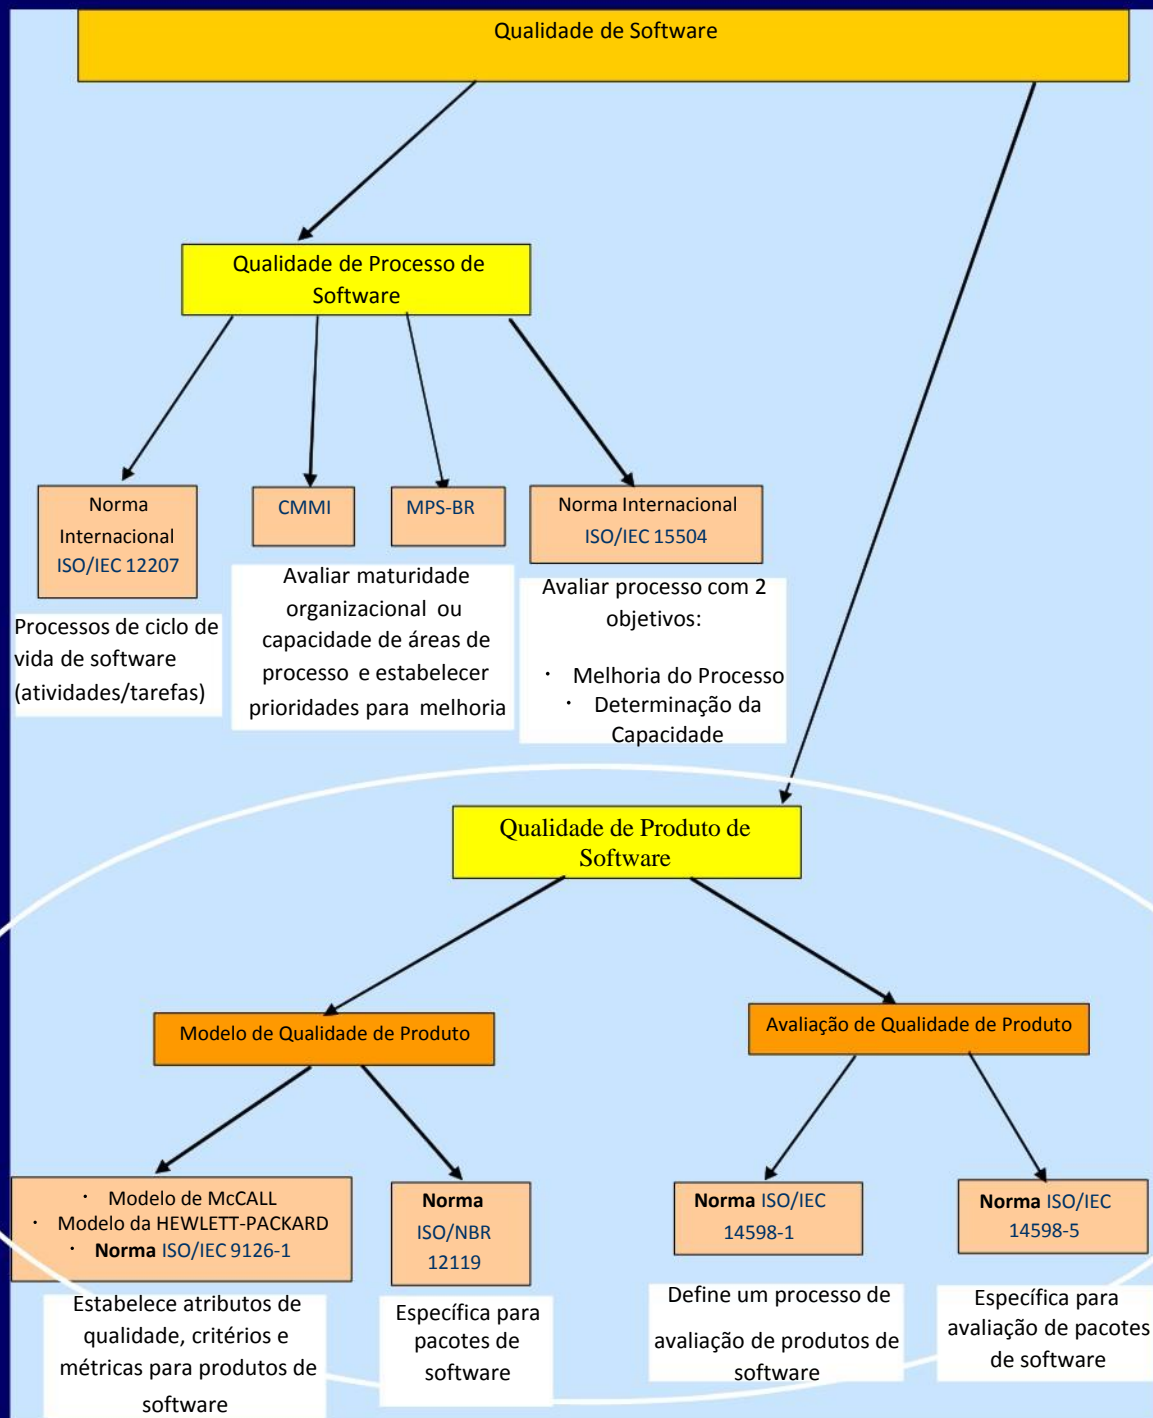 Qualidade de Software
Qualidade de Processo de
Software
Norma
Internacional
ISO/IEC 12207
CMMI
MPS-BR
Norma Internacional
ISO/IEC 15504
Processos de ciclo de
vida de software
(atividades/tarefas)
Avaliar maturidade
organizacional ou
capacidade de áreas de
processo e estabelecer
prioridades para melhoria
Avaliar processo com 2
objetivos:
· Melhoria do Processo
· Determinação da
Capacidade
Qualidade de Produto de
Software
Modelo de Qualidade de Produto
Avaliação de Qualidade de Produto
· Modelo de McCALL
· Modelo da HEWLETT-PACKARD
· Norma ISO/IEC 9126-1
Norma
ISO/NBR
12119
Norma ISO/IEC
14598-1
Norma ISO/IEC
14598-5
Estabelece atributos de
qualidade, critérios e
métricas para produtos de
software
Específica para
pacotes de
software
Define um processo de
avaliação de produtos de
software
Específica para
avaliação de pacotes
de software